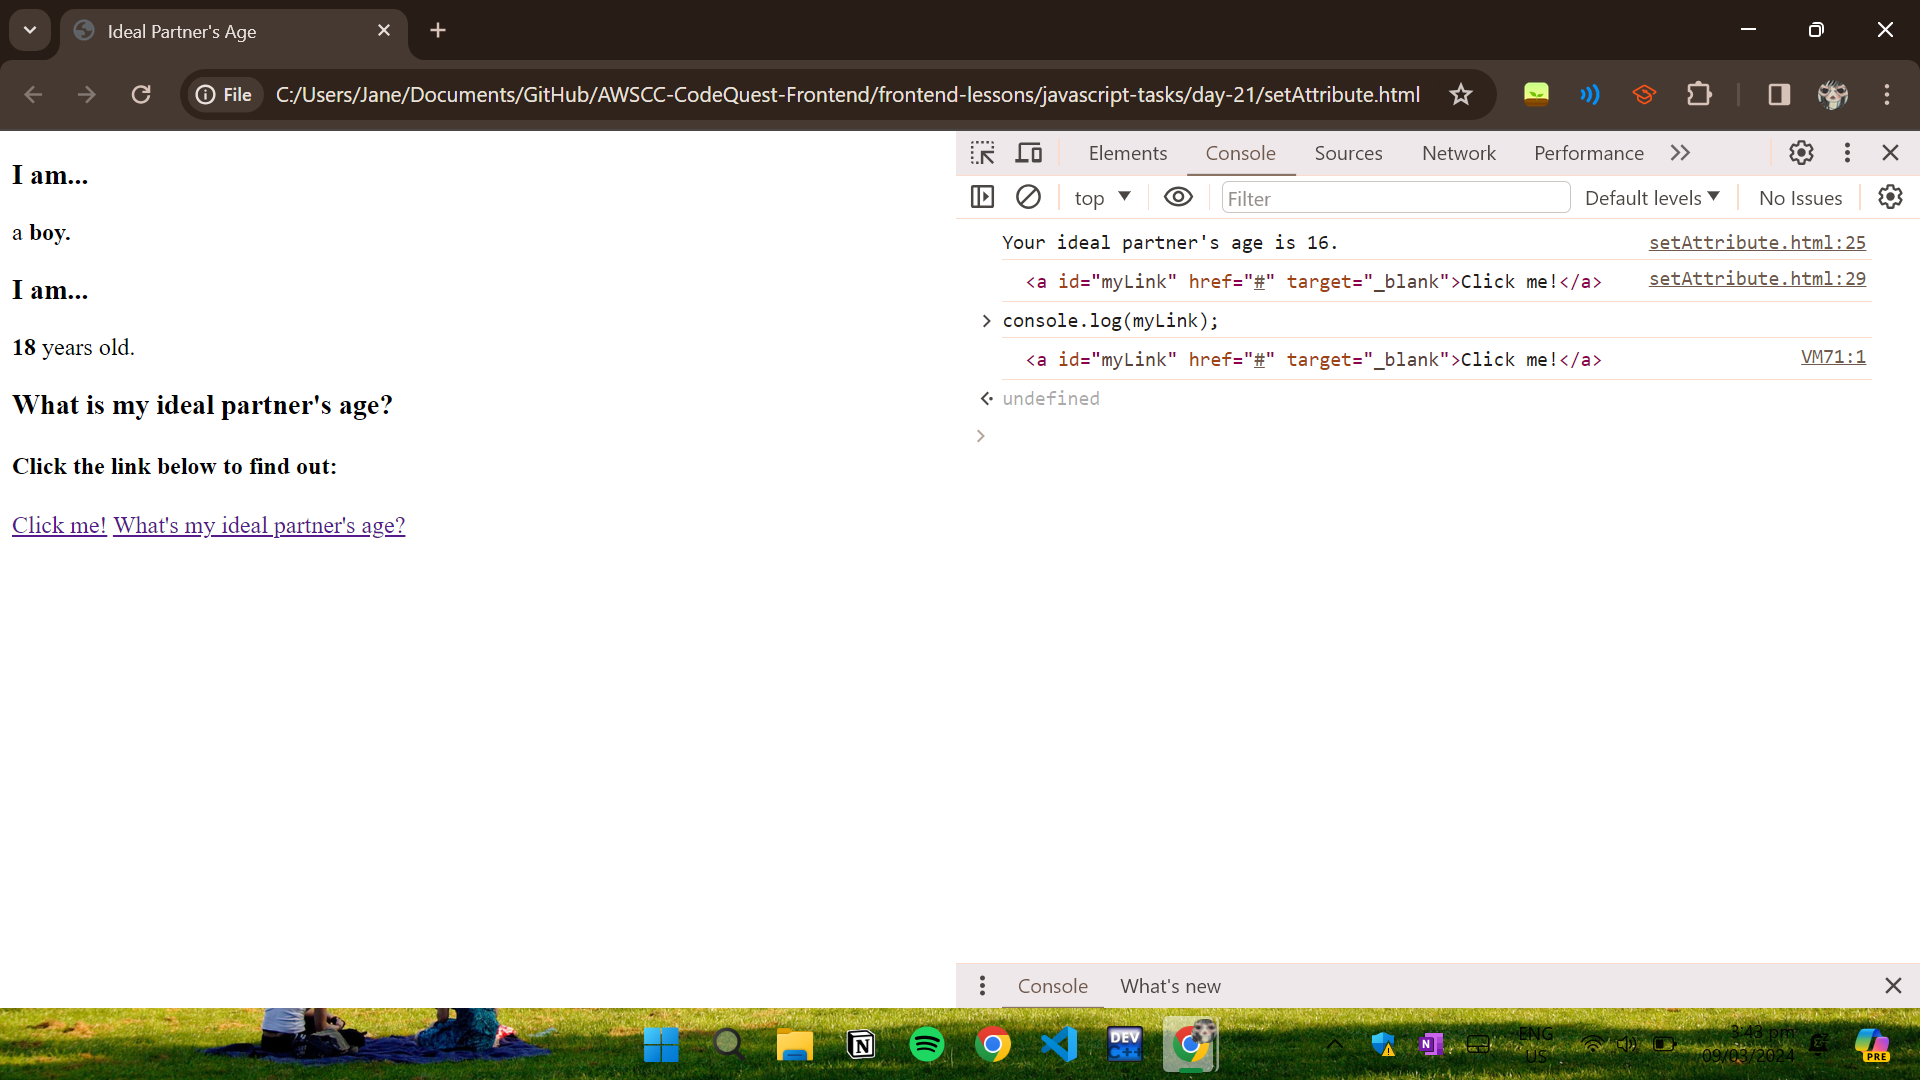 Ideal Partner's Age
File
C:/Users/Jane/Documents/GitHub/AWSCC-CodeQuest-Frontend/frontend-lessons/javascript-tasks/day-21/setAttribute.html
I am...
a boy.
I am...
18 years old.
What is my ideal partner's age?
Click the link below to find out:
Click me! What's my ideal partner's age?
Elements Console Sources Network Performance
top Filter Default levels No Issues
Your ideal partner's age is 16. setAttribute.html:25
<a id="myLink" href="#" target="_blank">Click me!</a> setAttribute.html:29
console.log(myLink);
<a id="myLink" href="#" target="_blank">Click me!</a> VM71:1
undefined
Console What's new
DEV
C++
N
N
ENG
US
3:43 pm
09/03/2024
PRE